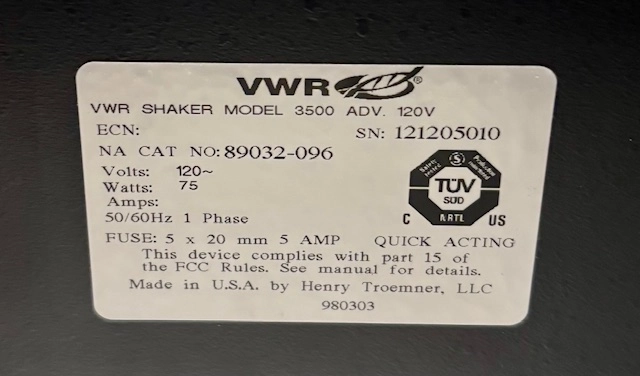 VWR®
VWR SHAKER MODEL 3500 ADV. 120V
ECN:
SN: 121205010
NA CAT NO: 89032-096
Volts: 120~
Watts: 75
Amps:
50/60Hz 1 Phase
TÜV
SÜD
C NRTL US
FUSE: 5 x 20 mm 5 AMP QUICK ACTING
This device complies with part 15 of
the FCC Rules. See manual for details.
Made in U.S.A. by Henry Troemner, LLC
980303